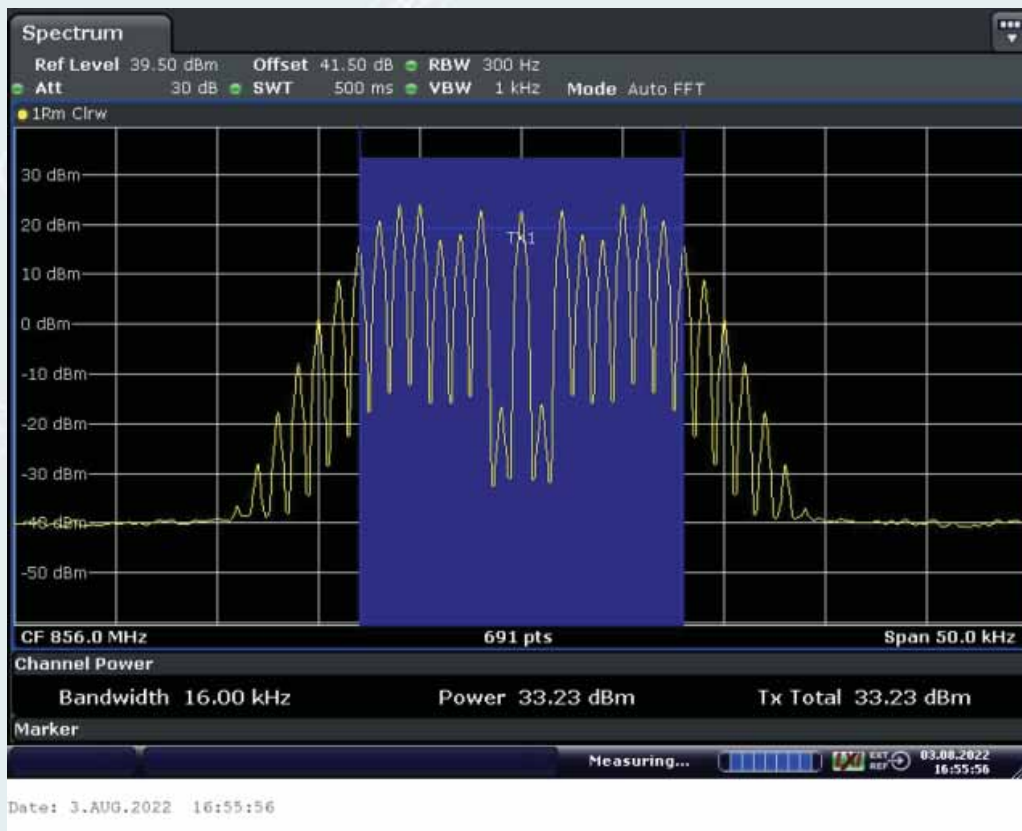 Spectrum
Ref Level 39.50 dBm Offset 41.50 dB RBW 300 Hz
Att 30 dB SWT 500 ms VBW 1 kHz Mode Auto FFT
1Rm Clrw
30 dBm
20 dBm
TX1
10 dBm
0 dBm
-10 dBm
-20 dBm
-30 dBm
-40 dBm
-50 dBm
CF 856.0 MHz 691 pts Span 50.0 kHz
Channel Power
Bandwidth 16.00 kHz Power 33.23 dBm Tx Total 33.23 dBm
Marker
Measuring... LXI EXT REF 03.08.2022
16:55:56
Date: 3.AUG.2022 16:55:56